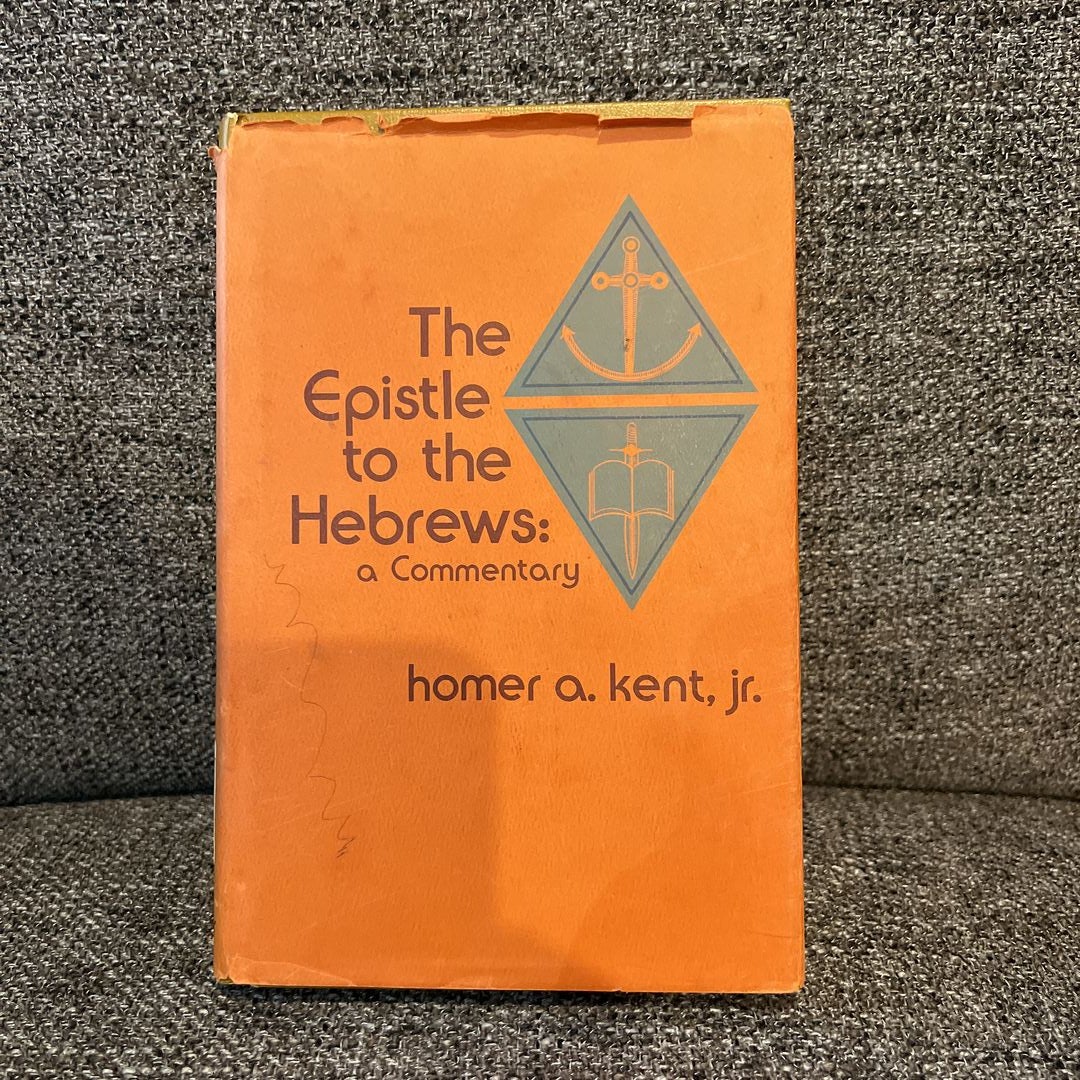 The
Epistle
to the
Hebrews:
a Commentary
homer a. kent, jr.